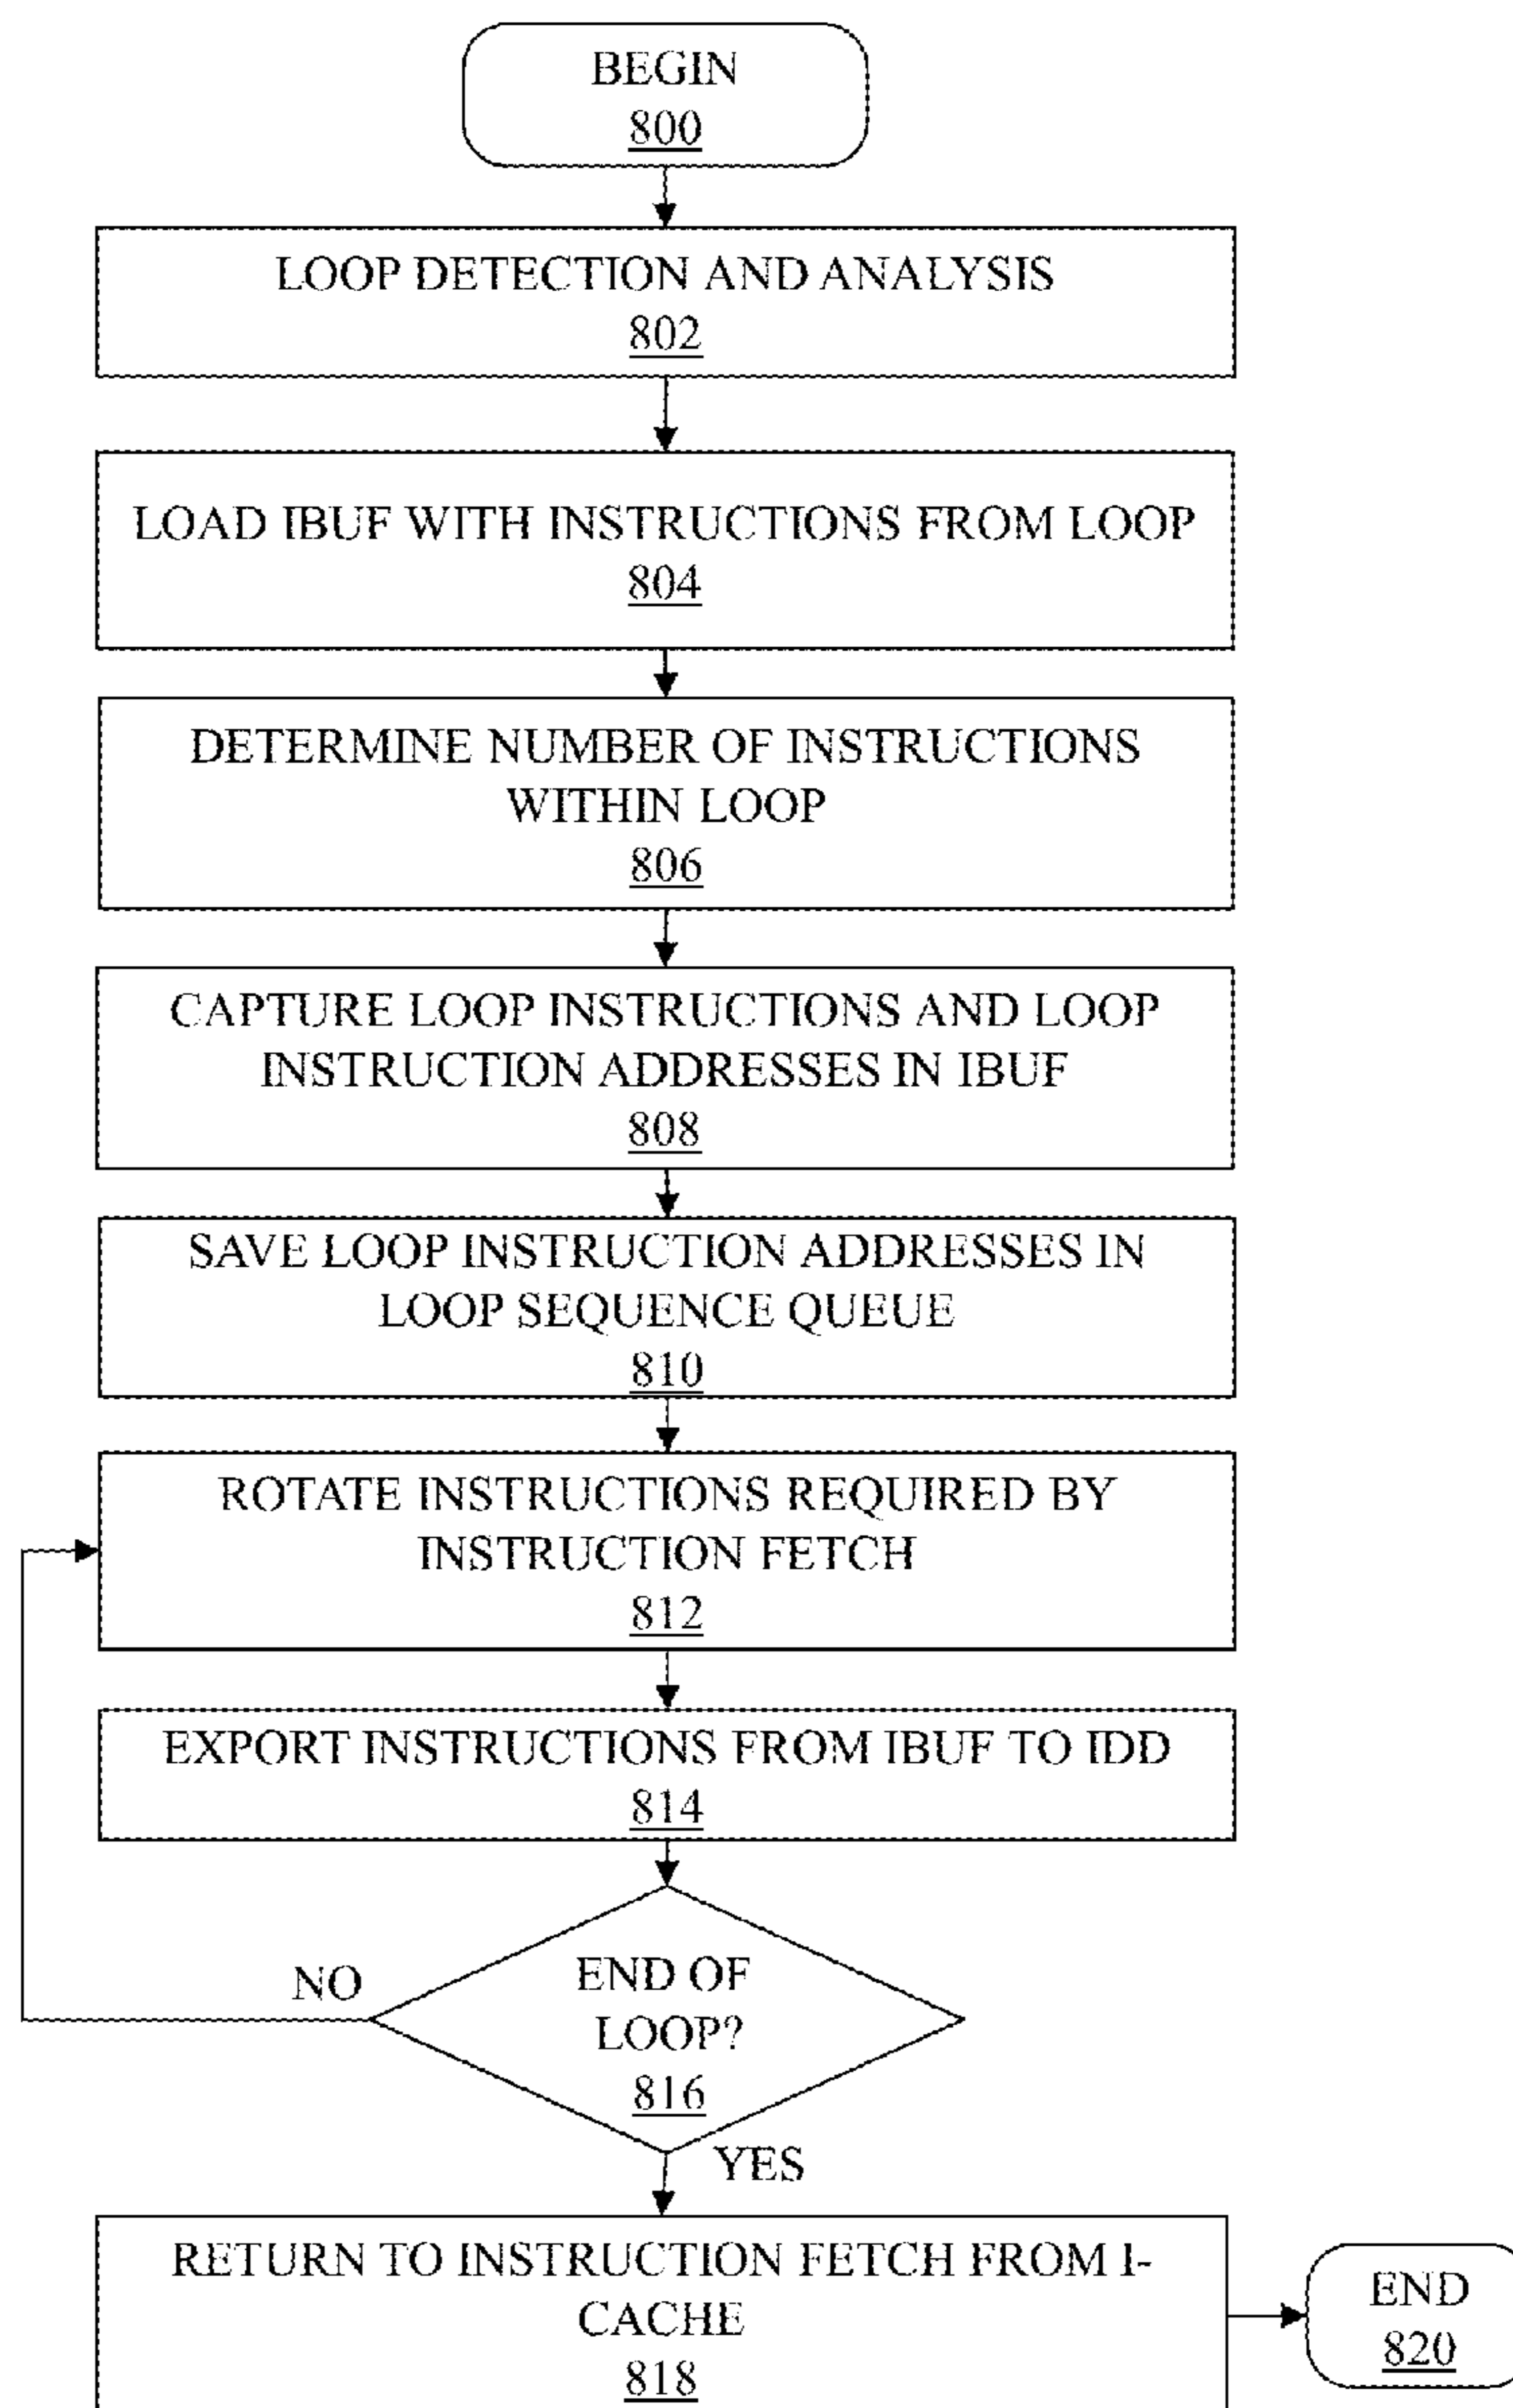 BEGIN
800
LOOP DETECTION AND ANALYSIS
802
LOAD IBUF WITH INSTRUCTIONS FROM LOOP
804
DETERMINE NUMBER OF INSTRUCTIONS
WITHIN LOOP
806
CAPTURE LOOP INSTRUCTIONS AND LOOP
INSTRUCTION ADDRESSES IN IBUF
808
SAVE LOOP INSTRUCTION ADDRESSES IN
LOOP SEQUENCE QUEUE
810
ROTATE INSTRUCTIONS REQUIRED BY
INSTRUCTION FETCH
812
EXPORT INSTRUCTIONS FROM IBUF TO IDD
814
END OF
LOOP?
816
NO
YES
RETURN TO INSTRUCTION FETCH FROM I-
CACHE
818
END
820